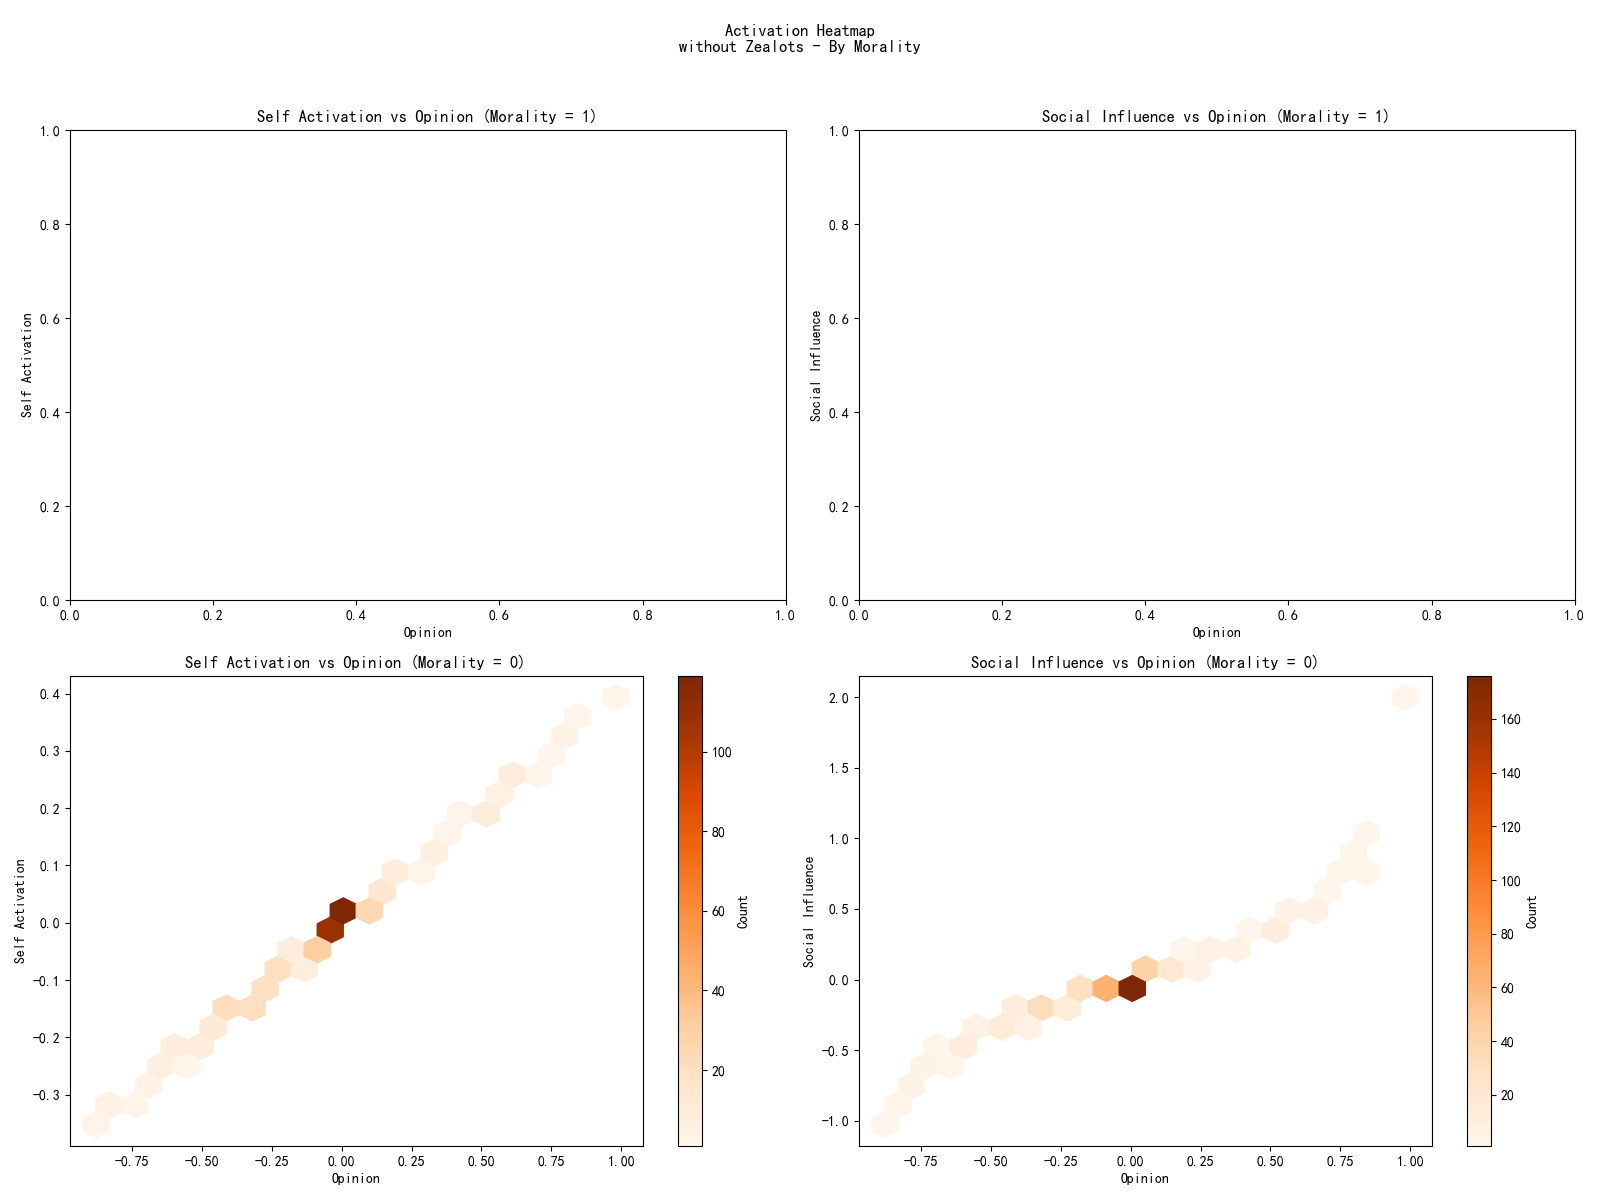 Activation Heatmap
without Zealots - By Morality
Self Activation vs Opinion (Morality = 1)
1.0
0.8
0.6
0.4
0.2
0.0
Self Activation
0.0 0.2 0.4 0.6 0.8 1.0
Opinion
Social Influence vs Opinion (Morality = 1)
1.0
0.8
0.6
0.4
0.2
0.0
Social Influence
0.0 0.2 0.4 0.6 0.8 1.0
Opinion
Self Activation vs Opinion (Morality = 0)
0.4
0.3
0.2
0.1
0.0
-0.1
-0.2
-0.3
Self Activation
-0.75 -0.50 -0.25 0.00 0.25 0.50 0.75 1.00
Opinion
100
80
60
40
20
Count
Social Influence vs Opinion (Morality = 0)
2.0
1.5
1.0
0.5
0.0
-0.5
-1.0
Social Influence
-0.75 -0.50 -0.25 0.00 0.25 0.50 0.75 1.00
Opinion
160
140
120
100
80
60
40
20
Count